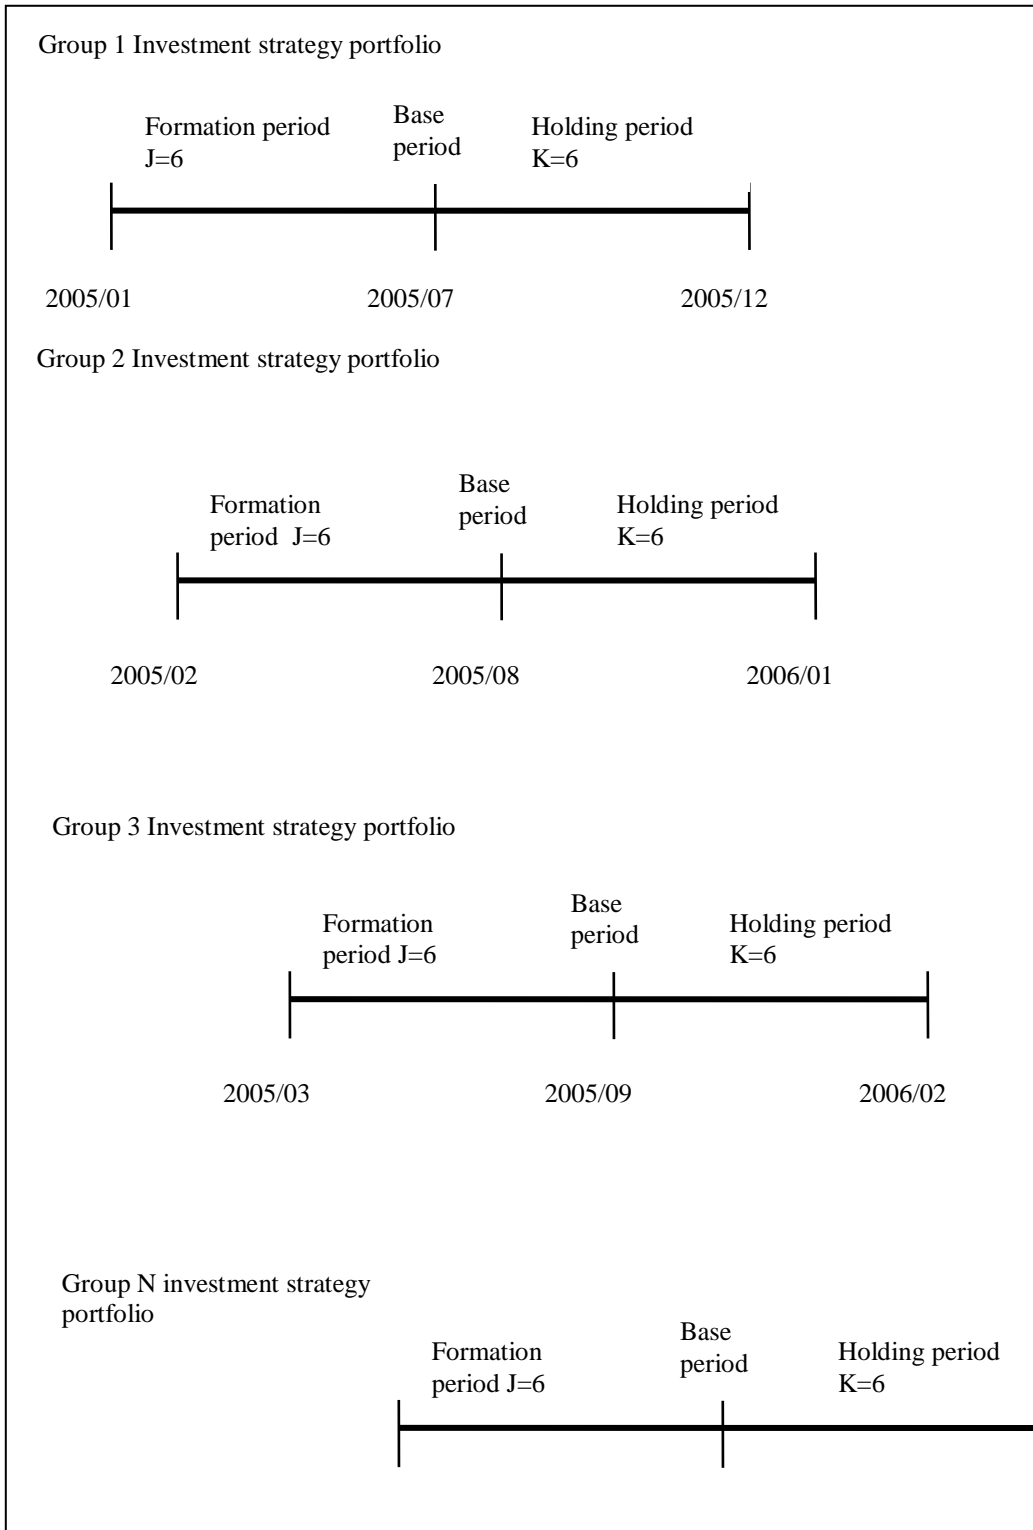 Group 1 Investment strategy portfolio
Formation period
J=6
Base
period
Holding period
K=6
2005/01
2005/07
2005/12
Group 2 Investment strategy portfolio
Formation
period  J=6
Base
period
Holding period
K=6
2005/02
2005/08
2006/01
Group 3 Investment strategy portfolio
Formation
period J=6
Base
period
Holding period
K=6
2005/03
2005/09
2006/02
Group N investment strategy
portfolio
Formation
period J=6
Base
period
Holding period
K=6